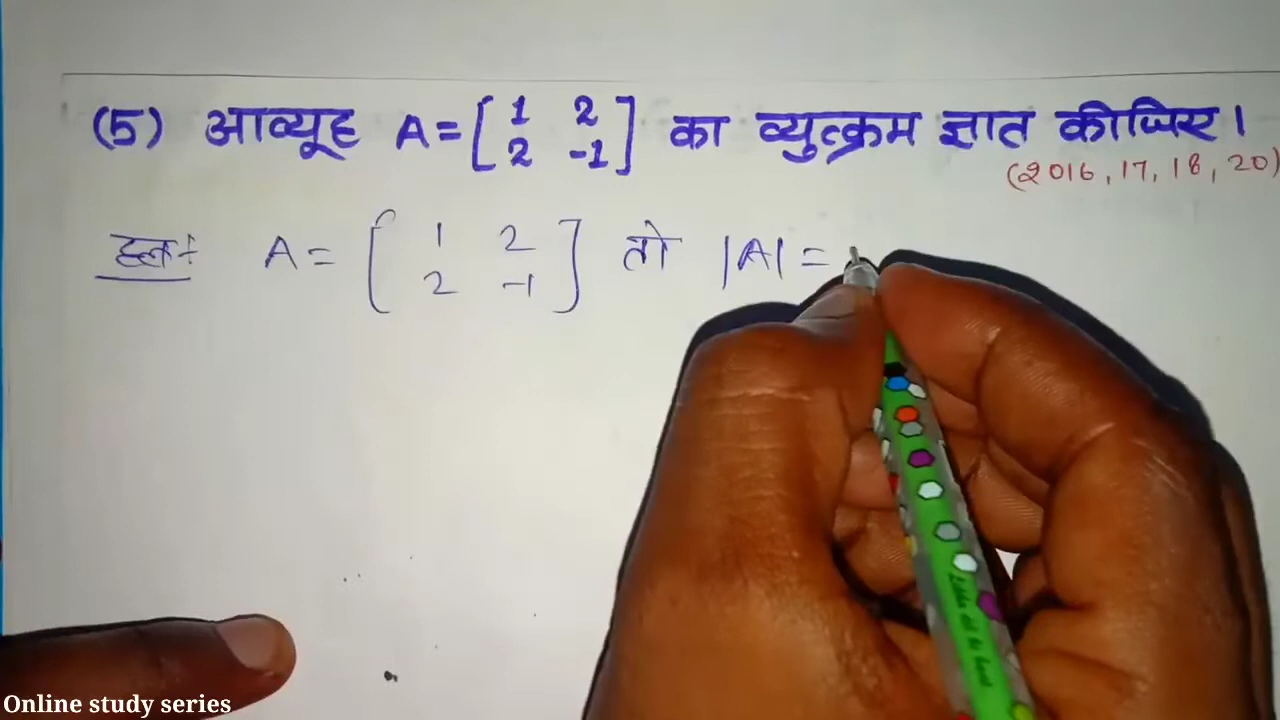 (5) आव्यूह A = [ 1 2 2 -1 ] का व्युत्क्रम ज्ञात कीजिए।
(2016, 17, 18, 20)
हल÷ A = [ 1 2 2 -1 ] तो |A| =
Online study series